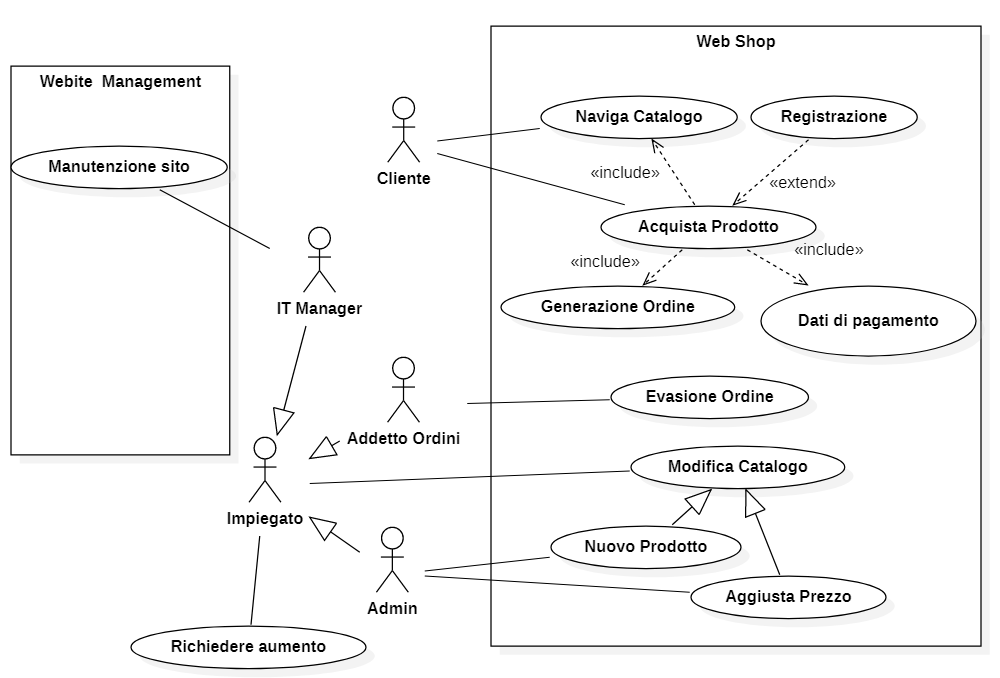 Web Shop
Webite  Management
Naviga Catalogo
Registrazione
Manutenzione sito
Cliente
«include»
«extend»
Acquista Prodotto
«include»
«include»
IT Manager
Generazione Ordine
Dati di pagamento
Evasione Ordine
Addetto Ordini
Modifica Catalogo
Impiegato
Nuovo Prodotto
Aggiusta Prezzo
Admin
Richiedere aumento